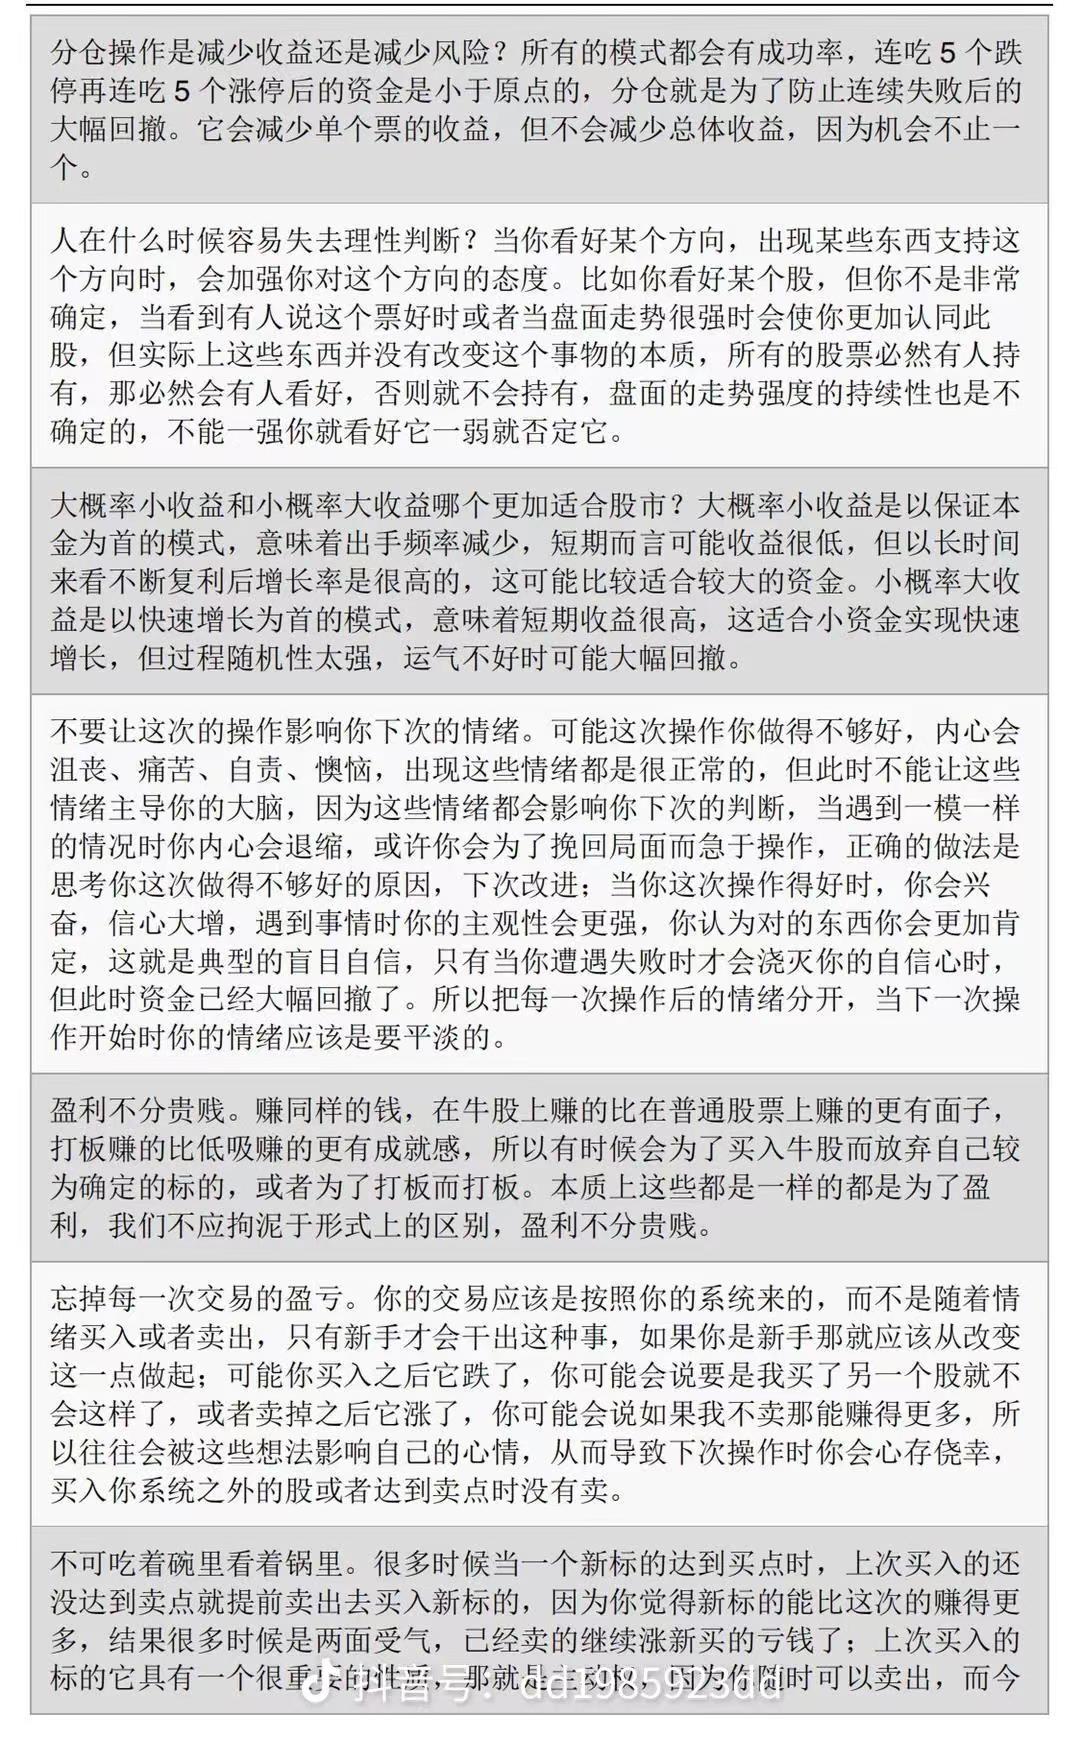 分仓操作是减少收益还是减少风险？所有的模式都会有成功率，连吃 5 个跌
停再连吃 5 个涨停后的资金是小于原点的，分仓就是为了防止连续失败后的
大幅回撤。它会减少单个票的收益，但不会减少总体收益，因为机会不止一
个。
人在什么时候容易失去理性判断？当你看好某个方向，出现某些东西支持这
个方向时，会加强你对这个方向的态度。比如你看好某个股，但你不是非常
确定，当看到有人说这个票好时或者当盘面走势很强时会使你更加认同此
股，但实际上这些东西并没有改变这个事物的本质，所有的股票必然有人持
有，那必然会有人看好，否则就不会持有，盘面的走势强度的持续性也是不
确定的，不能一强你就看好它一弱就否定它。
大概率小收益和小概率大收益哪个更加适合股市？大概率小收益是以保证本
金为首的模式，意味着出手频率减少，短期而言可能收益很低，但以长时间
来看不断复利后增长率是很高的，这可能比较适合较大的资金。小概率大收
益是以快速增长为首的模式，意味着短期收益很高，这适合小资金实现快速
增长，但过程随机性太强，运气不好时可能大幅回撤。
不要让这次的操作影响你下次的情绪。可能这次操作你做得不够好，内心会
沮丧、痛苦、自责、懊恼，出现这些情绪都是很正常的，但此时不能让这些
情绪主导你的大脑，因为这些情绪都会影响你下次的判断，当遇到一模一样
的情况时你内心会退缩，或许你会为了挽回局面而急于操作，正确的做法是
思考你这次做得不够好的原因，下次改进；当你这次操作得好时，你会兴
奋，信心大增，遇到事情时你的主观性会更强，你认为对的东西你会更加肯
定，这就是典型的盲目自信，只有当你遭遇失败时才会浇灭你的自信心时，
但此时资金已经大幅回撤了。所以把每一次操作后的情绪分开，当下一次操
作开始时你的情绪应该是要平淡的。
盈利不分贵贱。赚同样的钱，在牛股上赚的比在普通股票上赚的更有面子，
打板赚的比低吸赚的更有成就感，所以有时候会为了买入牛股而放弃自己较
为确定的标的，或者为了打板而打板。本质上这些都是一样的都是为了盈
利，我们不应拘泥于形式上的区别，盈利不分贵贱。
忘掉每一次交易的盈亏。你的交易应该是按照你的系统来的，而不是随着情
绪买入或者卖出，只有新手才会干出这种事，如果你是新手那就应该从改变
这一点做起；可能你买入之后它跌了，你可能会说要是我买了另一个股就不
会这样了，或者卖掉之后它涨了，你可能会说如果我不卖那能赚得更多，所
以往往会被这些想法影响自己的心情，从而导致下次操作时你会心存侥幸，
买入你系统之外的股或者达到卖点时没有卖。
不可吃着碗里看着锅里。很多时候当一个新标的达到买点时，上次买入的还
没达到卖点就提前卖出去买入新标的，因为你觉得新标的能比这次的赚得更
多，结果很多时候是两面受气，已经卖的继续涨新买的亏钱了；上次买入的
标的它具有一个很重要的性质，那就是主动权，因为你随时可以卖出，而今
抖音号：dd1985923dd